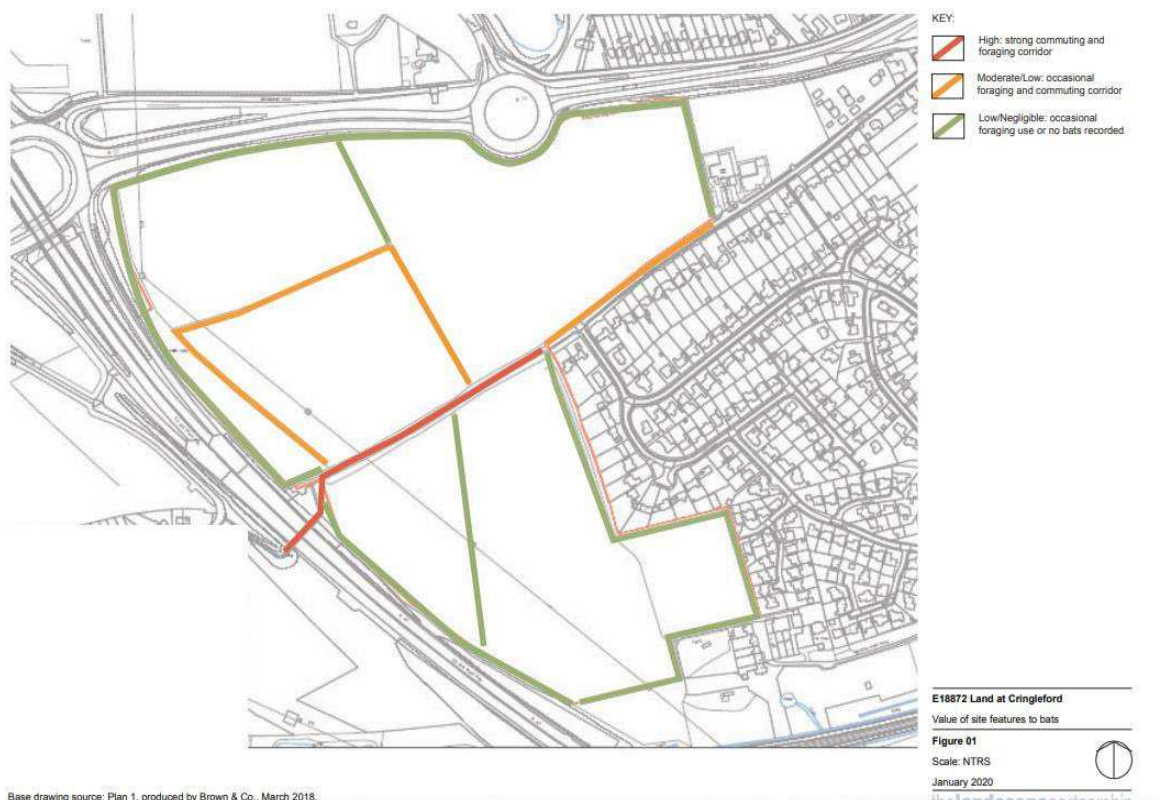 KEY:
High: strong commuting and
foraging corridor
Moderate/Low: occasional
foraging and commuting corridor
Low/Negligible: occasional
foraging use or no bats recorded
E18872 Land at Cringleford
Value of site features to bats
Figure 01
Scale: NTRS
January 2020
Base drawing source: Plan 1, produced by Brown & Co., March 2018.